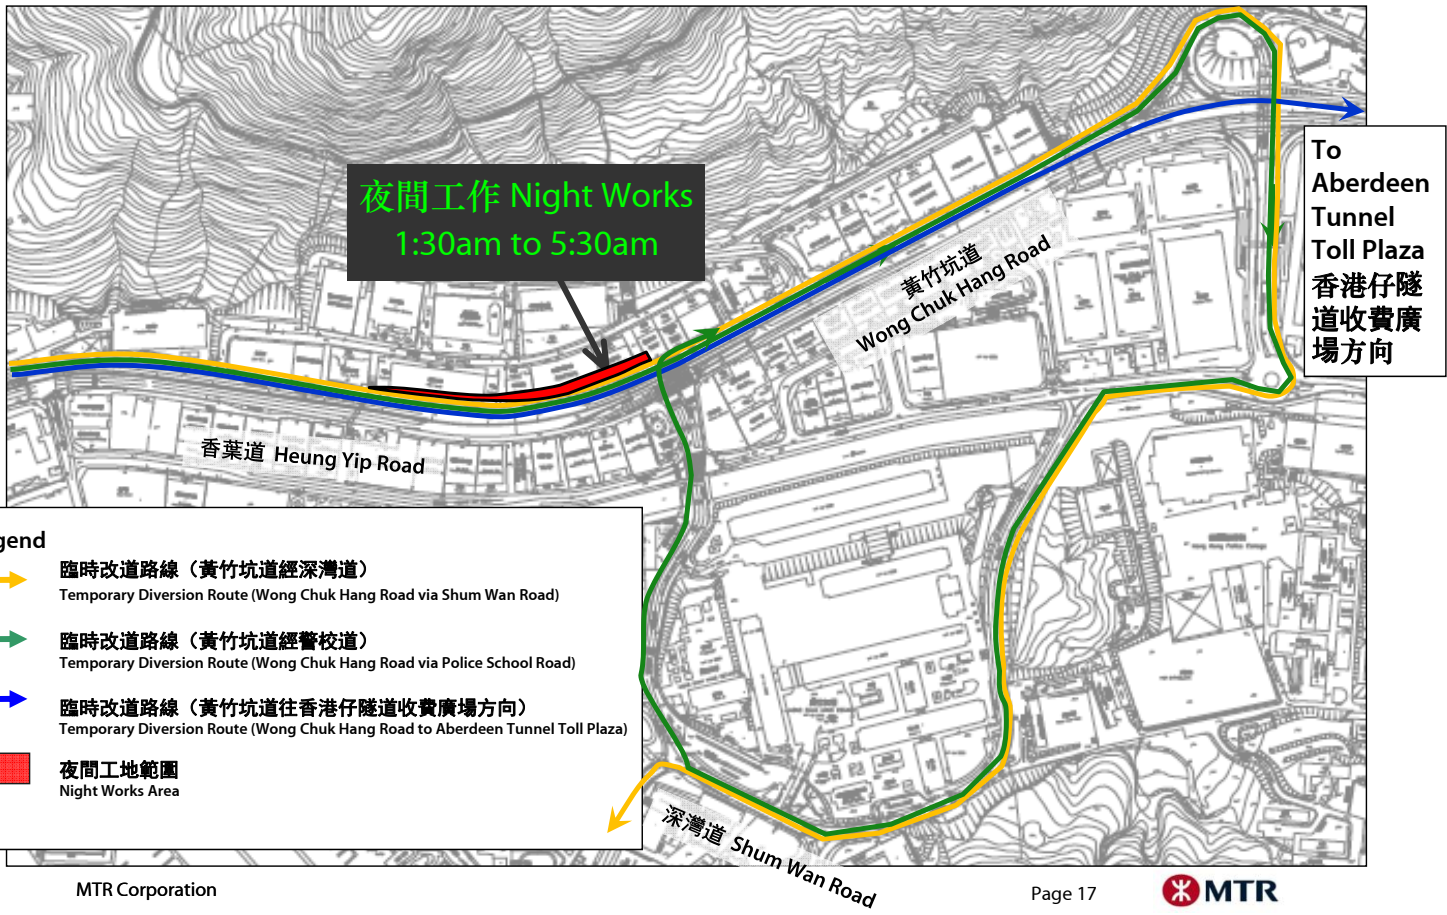 夜間工作 Night Works
1:30am to 5:30am
To
Aberdeen
Tunnel
Toll Plaza
香港仔隧
道收費廣
場方向
黃竹坑道
Wong Chuk Hang Road
香葉道 Heung Yip Road
gend
臨時改道路線（黃竹坑道經深灣道）
Temporary Diversion Route (Wong Chuk Hang Road via Shum Wan Road)
臨時改道路線（黃竹坑道經警校道）
Temporary Diversion Route (Wong Chuk Hang Road via Police School Road)
臨時改道路線（黃竹坑道往香港仔隧道收費廣場方向）
Temporary Diversion Route (Wong Chuk Hang Road to Aberdeen Tunnel Toll Plaza)
夜間工地範圍
Night Works Area
深灣道 Shum Wan Road
MTR Corporation
Page 17
MTR